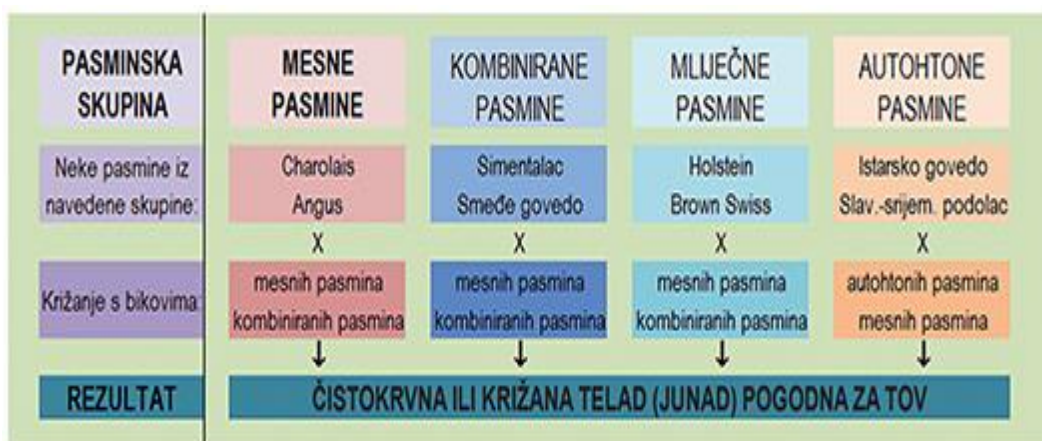 PASMINSKA
SKUPINA
MESNE
PASMINE
KOMBINIRANE
PASMINE
MLIJEČNE
PASMINE
AUTOHTONE
PASMINE
Neke pasmine iz
navedene skupine:
Charolais
Angus
Simentalac
Smeđe govedo
Holstein
Brown Swiss
Istarsko govedo
Slav.-srijem. podolac
X
X
X
X
Križanje s bikovima:
mesnih pasmina
kombiniranih pasmina
mesnih pasmina
kombiniranih pasmina
mesnih pasmina
kombiniranih pasmina
autohtonih pasmina
mesnih pasmina
REZULTAT
ČISTOKRVNA ILI KRIŽANA TELAD (JUNAD) POGODNA ZA TOV